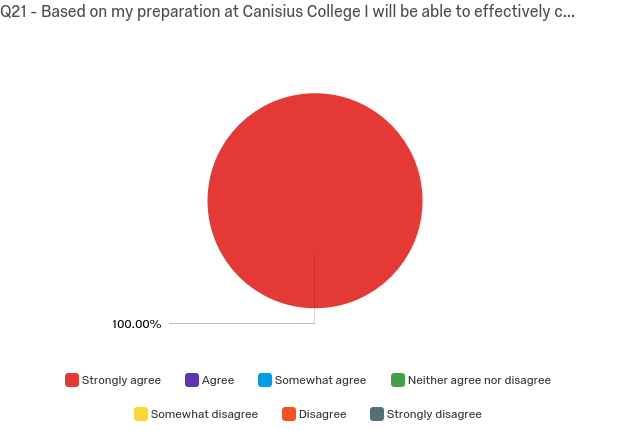 Q21 - Based on my preparation at Canisius College I will be able to effectively c...
100.00%
Strongly agree Agree Somewhat agree Neither agree nor disagree
Somewhat disagree Disagree Strongly disagree